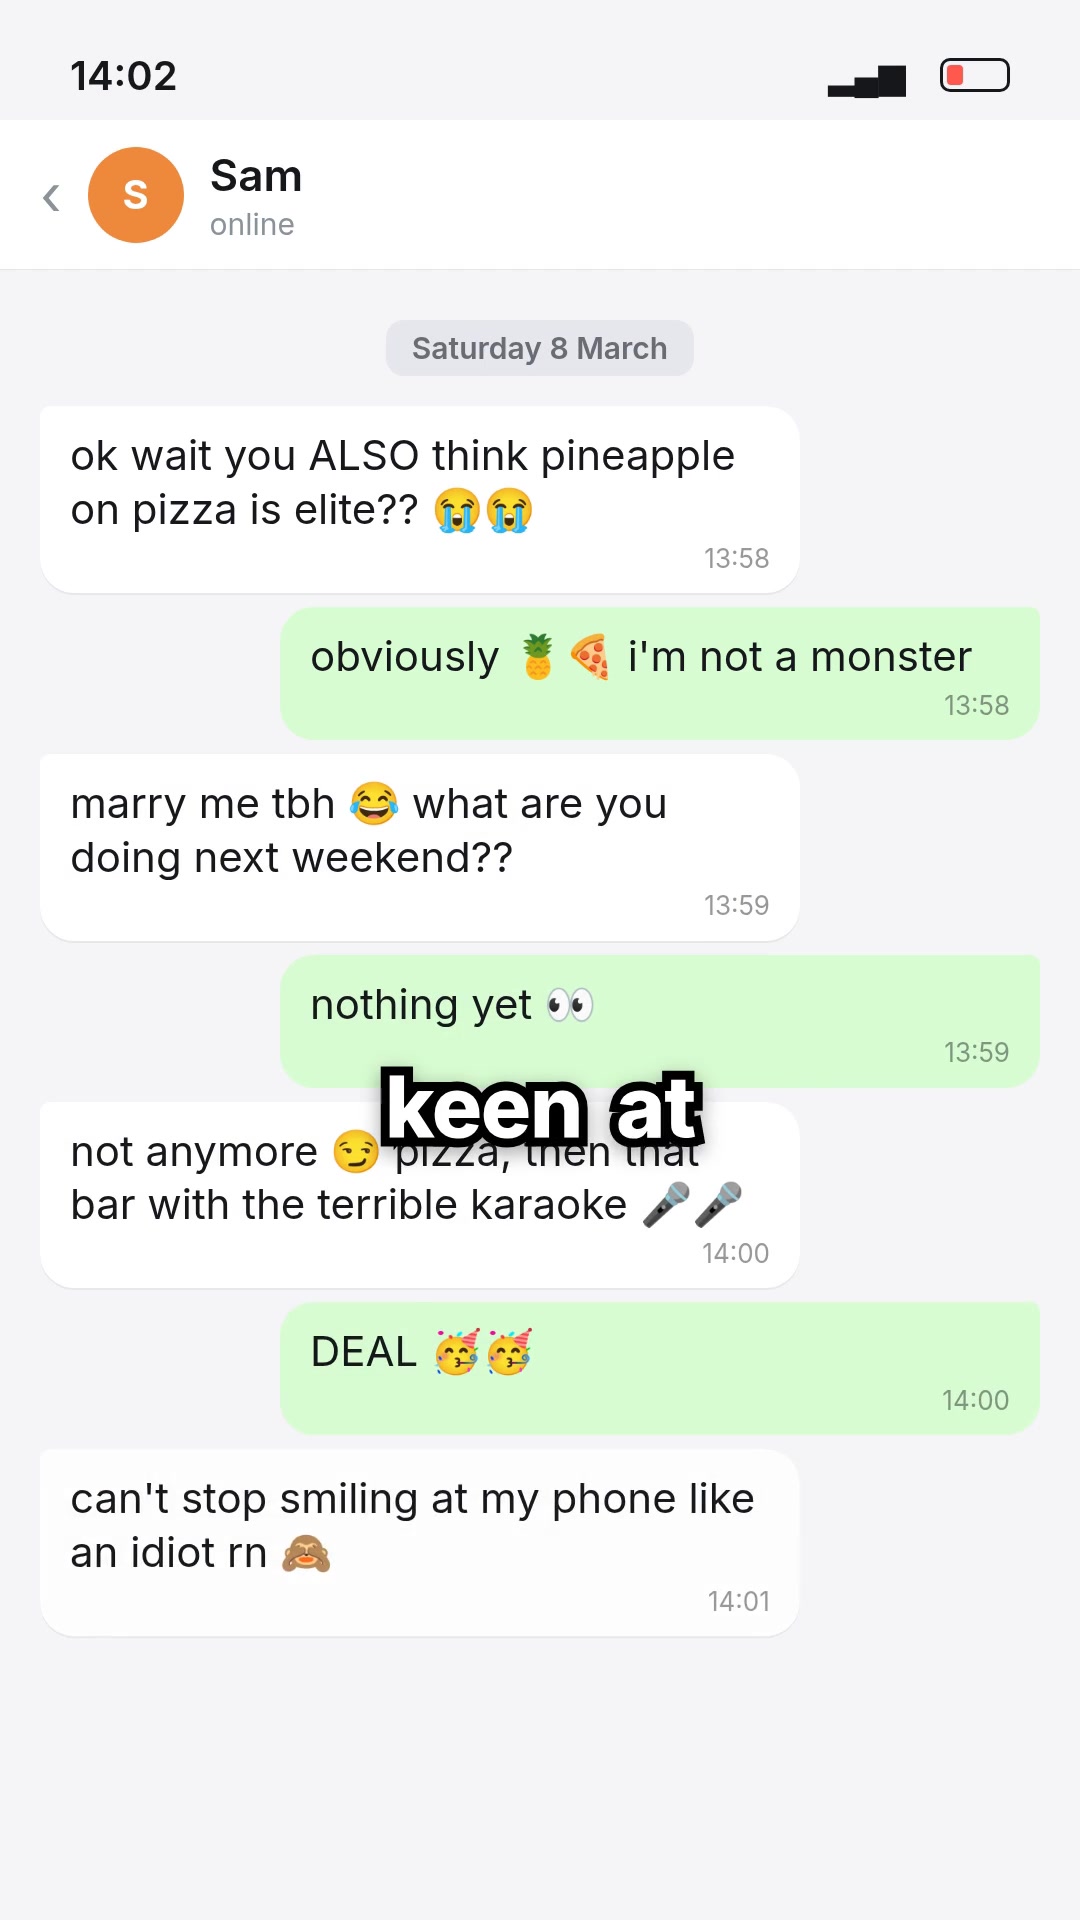 14:02
S
Sam
online
Saturday 8 March
ok wait you ALSO think pineapple
on pizza is elite?? 😭😭
13:58
obviously 🍍🍕 i'm not a monster
13:58
marry me tbh 😂 what are you
doing next weekend??
13:59
nothing yet 👀
13:59
keen at
not anymore 😏 pizza, then that
bar with the terrible karaoke 🎤🎤
14:00
DEAL 🥳🥳
14:00
can't stop smiling at my phone like
an idiot rn 🙈
14:01